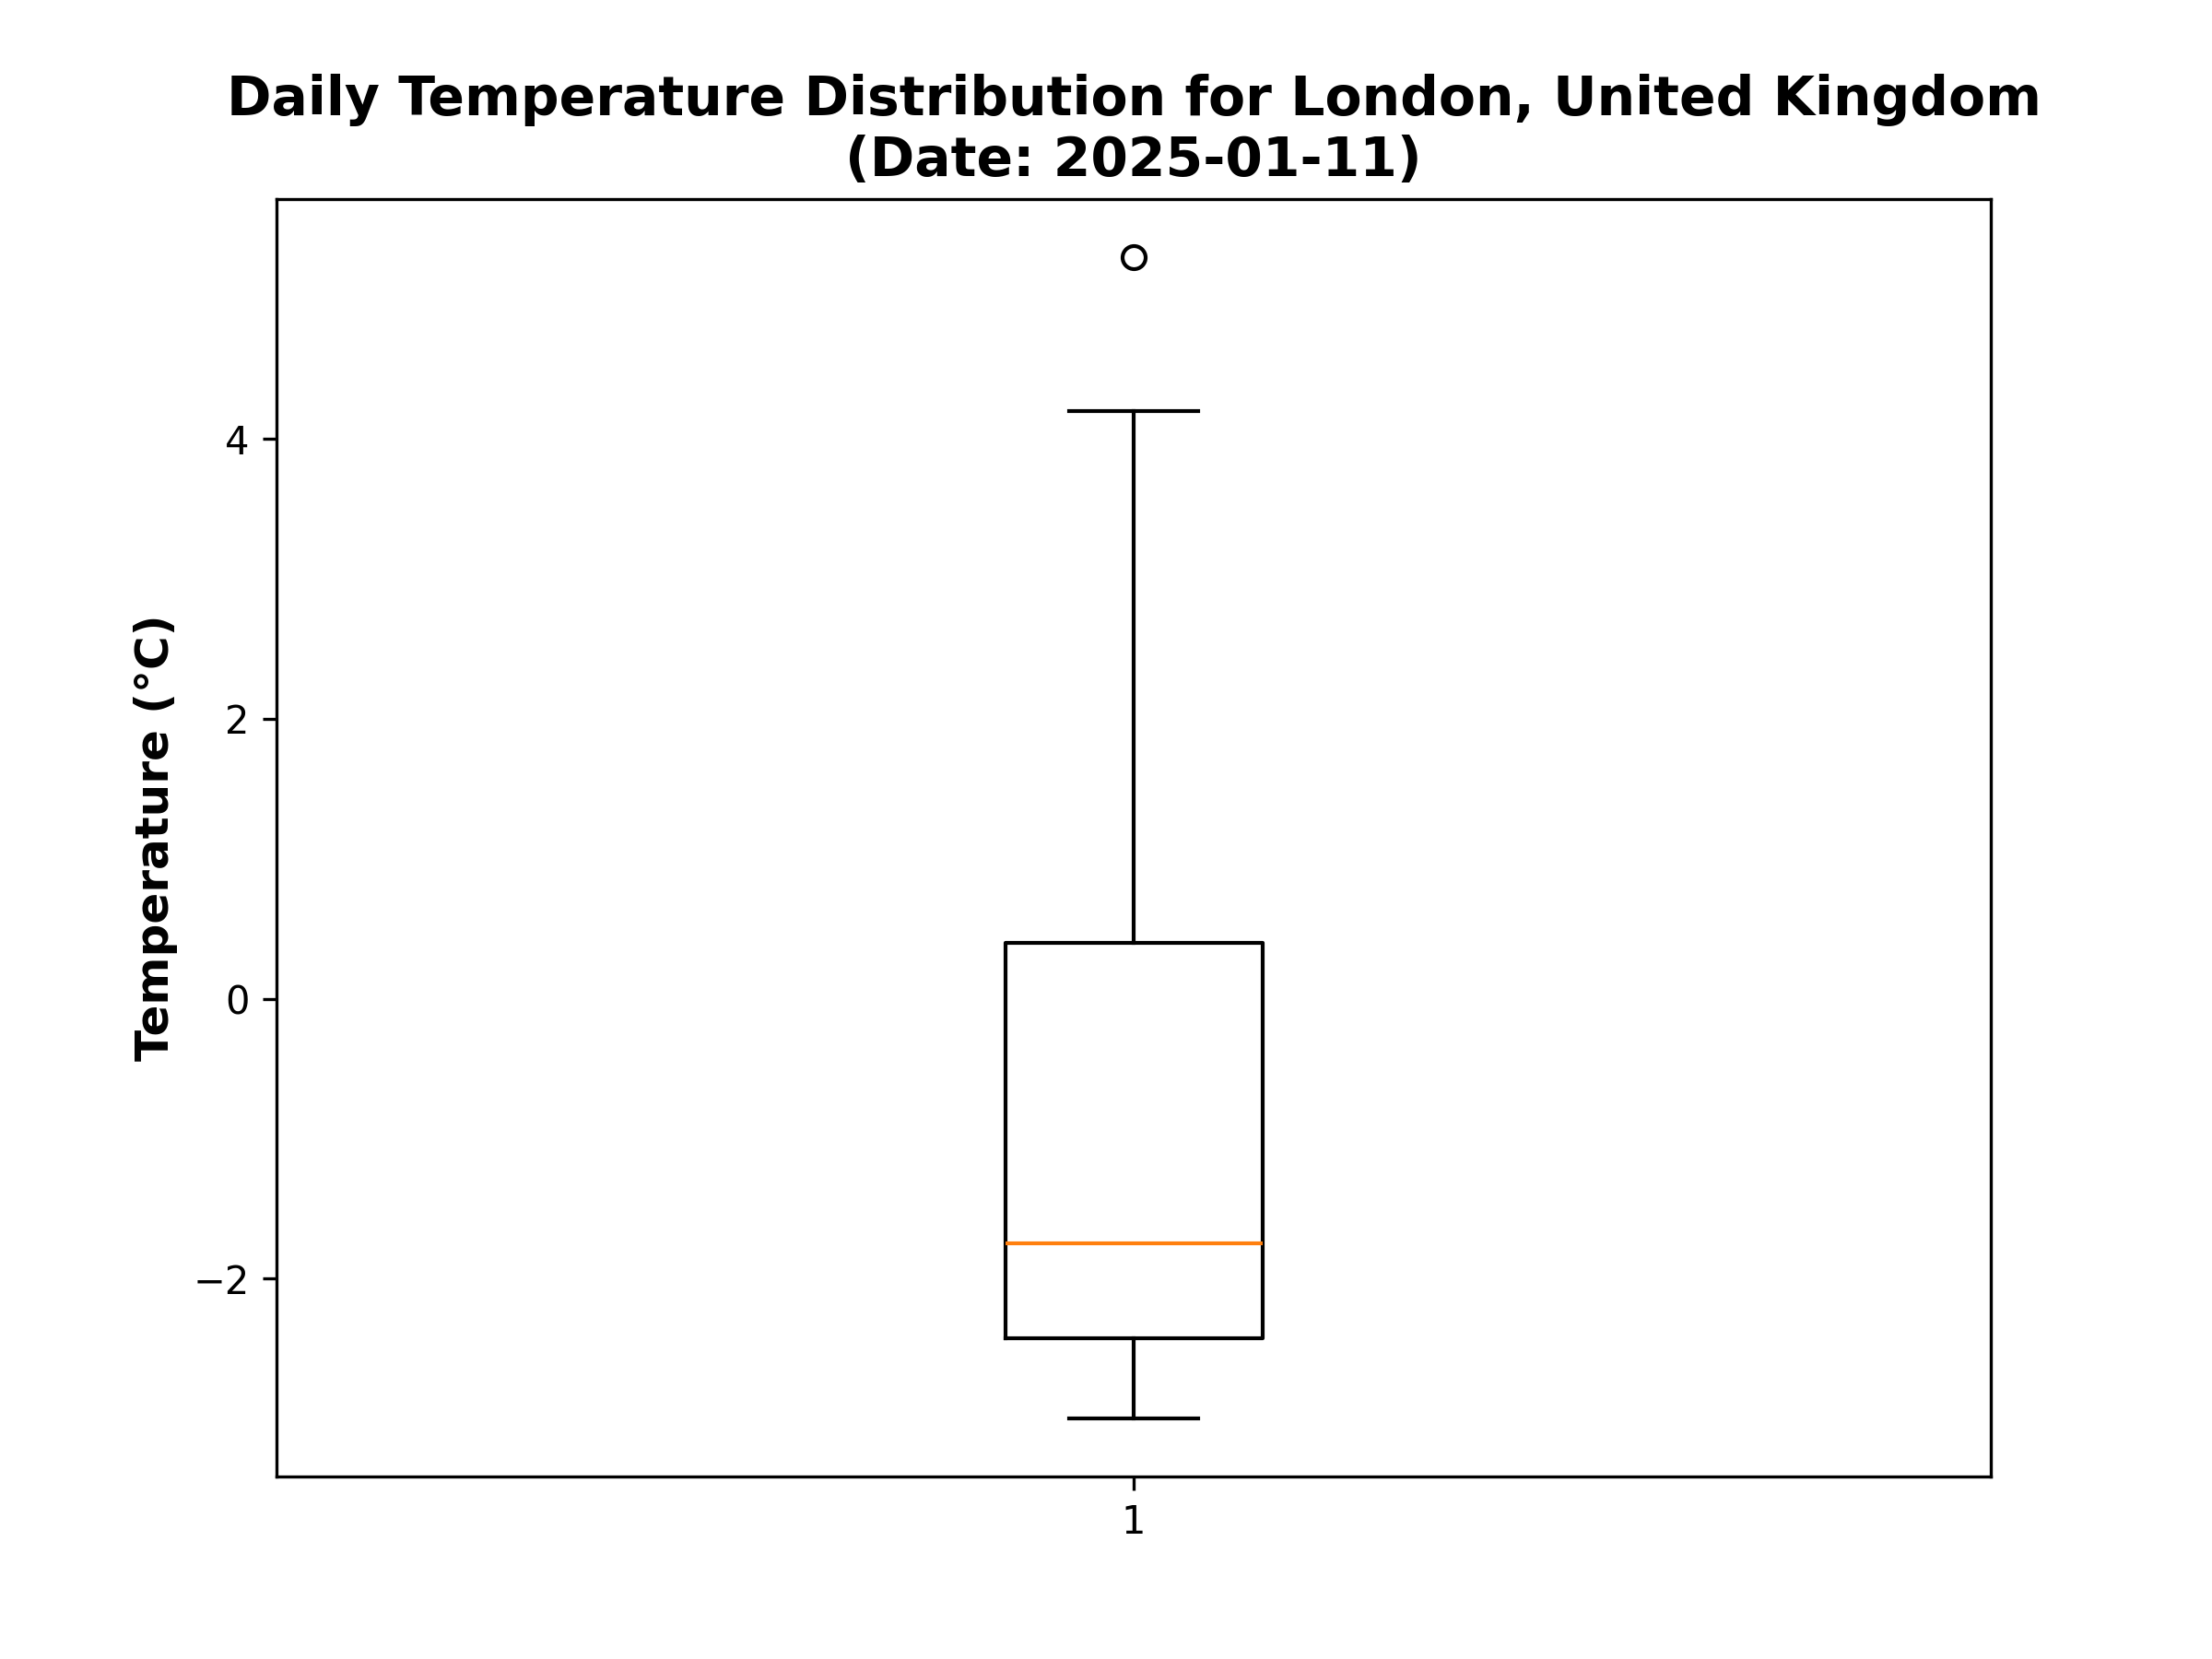 Daily Temperature Distribution for London, United Kingdom
(Date: 2025-01-11)
Temperature (°C)
4
2
0
−2
1